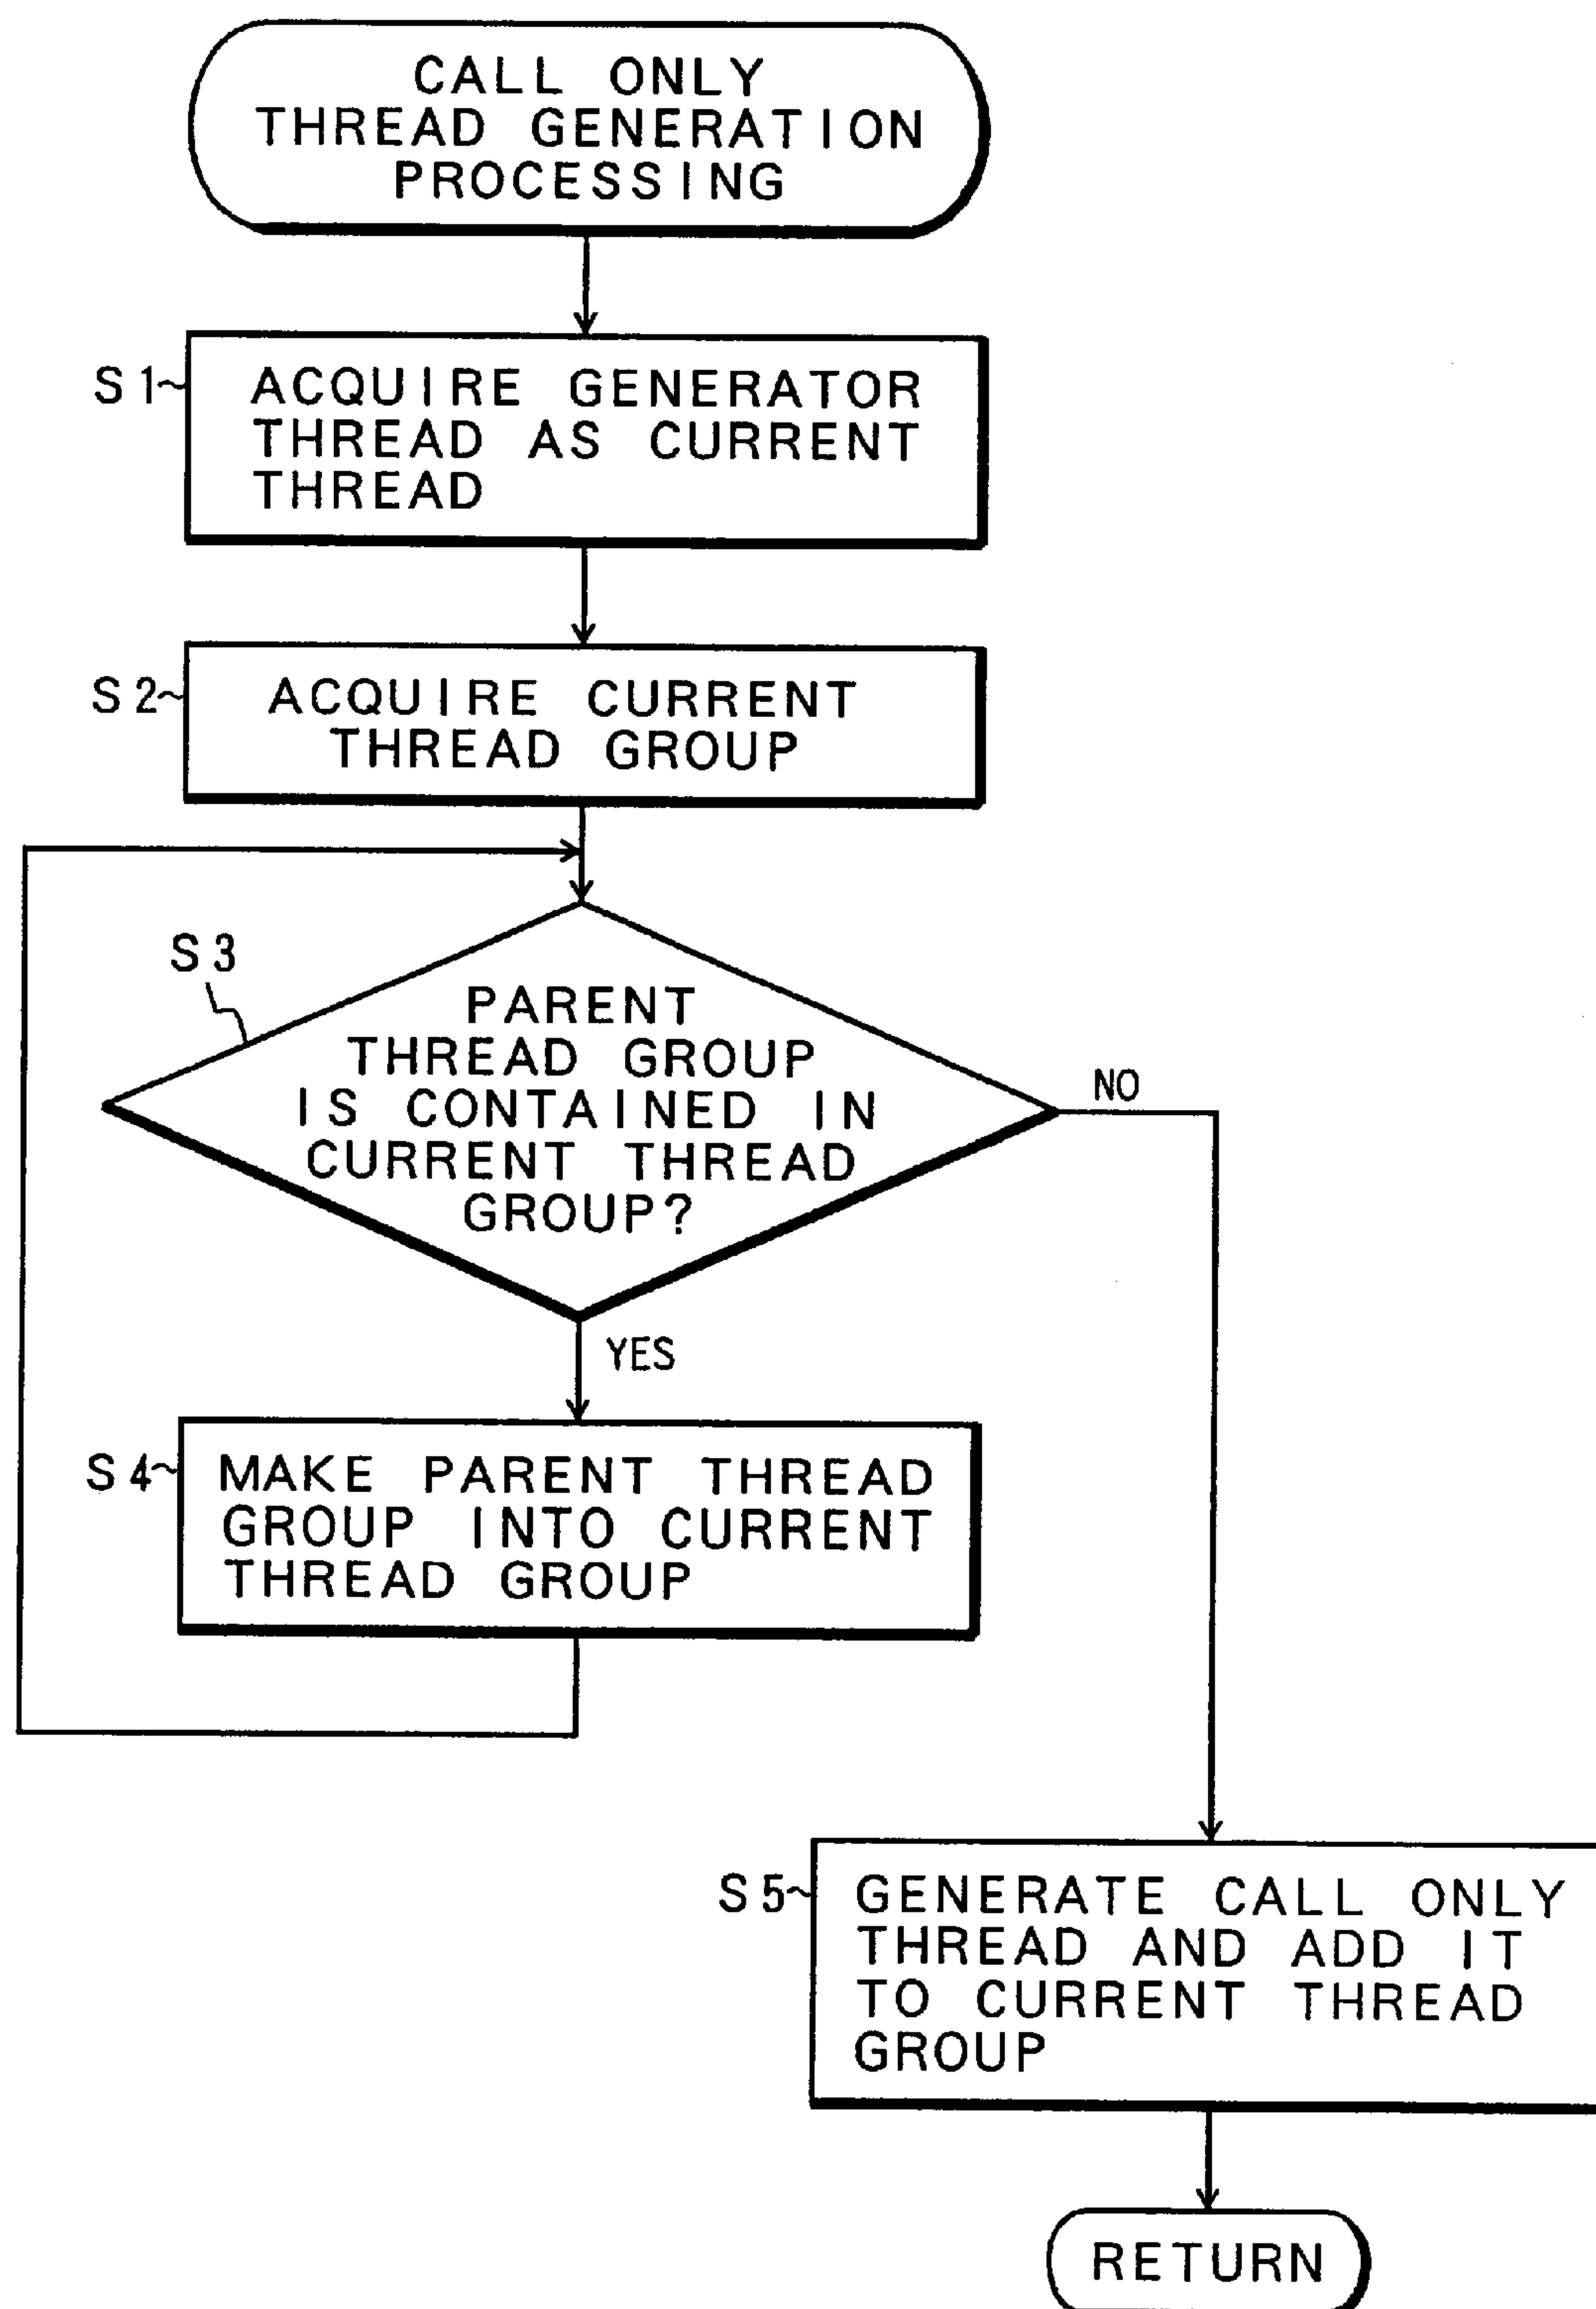 CALL ONLY
THREAD GENERATION
PROCESSING
S1
ACQUIRE GENERATOR
THREAD AS CURRENT
THREAD
S2
ACQUIRE CURRENT
THREAD GROUP
S3
PARENT
THREAD GROUP
IS CONTAINED IN
CURRENT THREAD
GROUP?
NO
YES
S4
MAKE PARENT THREAD
GROUP INTO CURRENT
THREAD GROUP
S5
GENERATE CALL ONLY
THREAD AND ADD IT
TO CURRENT THREAD
GROUP
RETURN